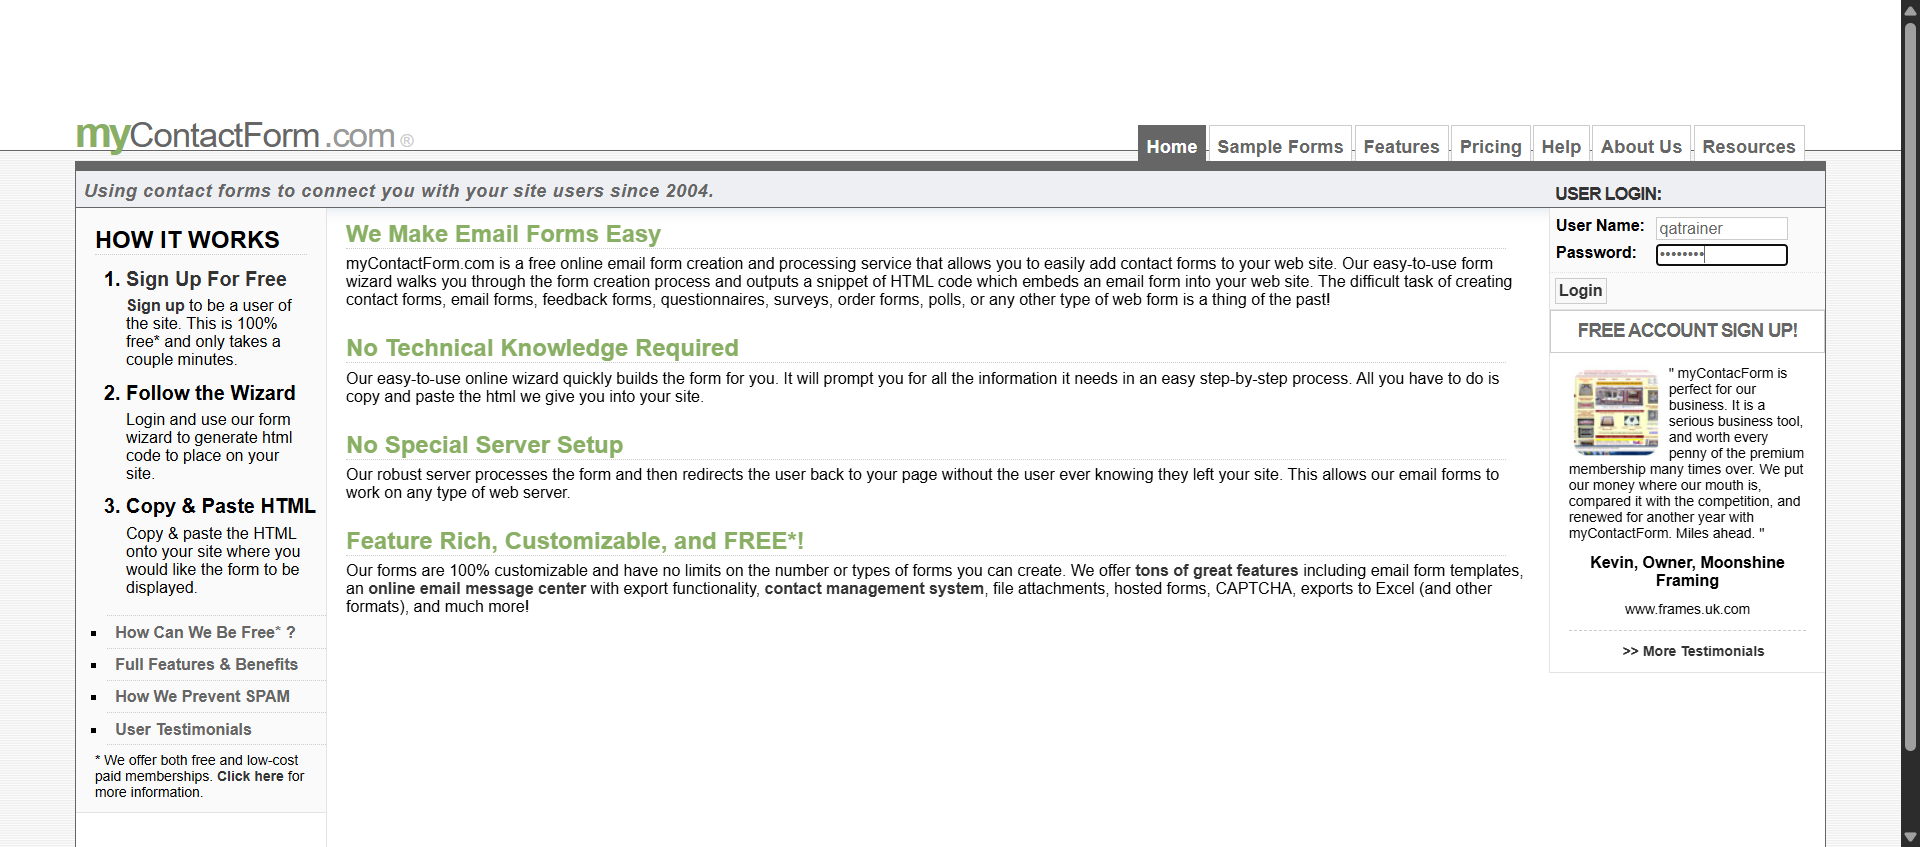 myContactForm.com ®
Home
Sample Forms
Features
Pricing
Help
About Us
Resources
Using contact forms to connect you with your site users since 2004.
USER LOGIN:
User Name: qatrainer
Password: ••••••••
Login
FREE ACCOUNT SIGN UP!
HOW IT WORKS
1. Sign Up For Free
Sign up to be a user of
the site. This is 100%
free* and only takes a
couple minutes.
2. Follow the Wizard
Login and use our form
wizard to generate html
code to place on your
site.
3. Copy & Paste HTML
Copy & paste the HTML
onto your site where you
would like the form to be
displayed.
How Can We Be Free* ?
Full Features & Benefits
How We Prevent SPAM
User Testimonials
* We offer both free and low-cost
paid memberships. Click here for
more information.
We Make Email Forms Easy
myContactForm.com is a free online email form creation and processing service that allows you to easily add contact forms to your web site. Our easy-to-use form
wizard walks you through the form creation process and outputs a snippet of HTML code which embeds an email form into your web site. The difficult task of creating
contact forms, email forms, feedback forms, questionnaires, surveys, order forms, polls, or any other type of web form is a thing of the past!
No Technical Knowledge Required
Our easy-to-use online wizard quickly builds the form for you. It will prompt you for all the information it needs in an easy step-by-step process. All you have to do is
copy and paste the html we give you into your site.
No Special Server Setup
Our robust server processes the form and then redirects the user back to your page without the user ever knowing they left your site. This allows our email forms to
work on any type of web server.
Feature Rich, Customizable, and FREE*!
Our forms are 100% customizable and have no limits on the number or types of forms you can create. We offer tons of great features including email form templates,
an online email message center with export functionality, contact management system, file attachments, hosted forms, CAPTCHA, exports to Excel (and other
formats), and much more!
" myContacForm is
perfect for our
business. It is a
serious business tool,
and worth every
penny of the premium
membership many times over. We put
our money where our mouth is,
compared it with the competition, and
renewed for another year with
myContactForm. Miles ahead. "
Kevin, Owner, Moonshine
Framing
www.frames.uk.com
>> More Testimonials